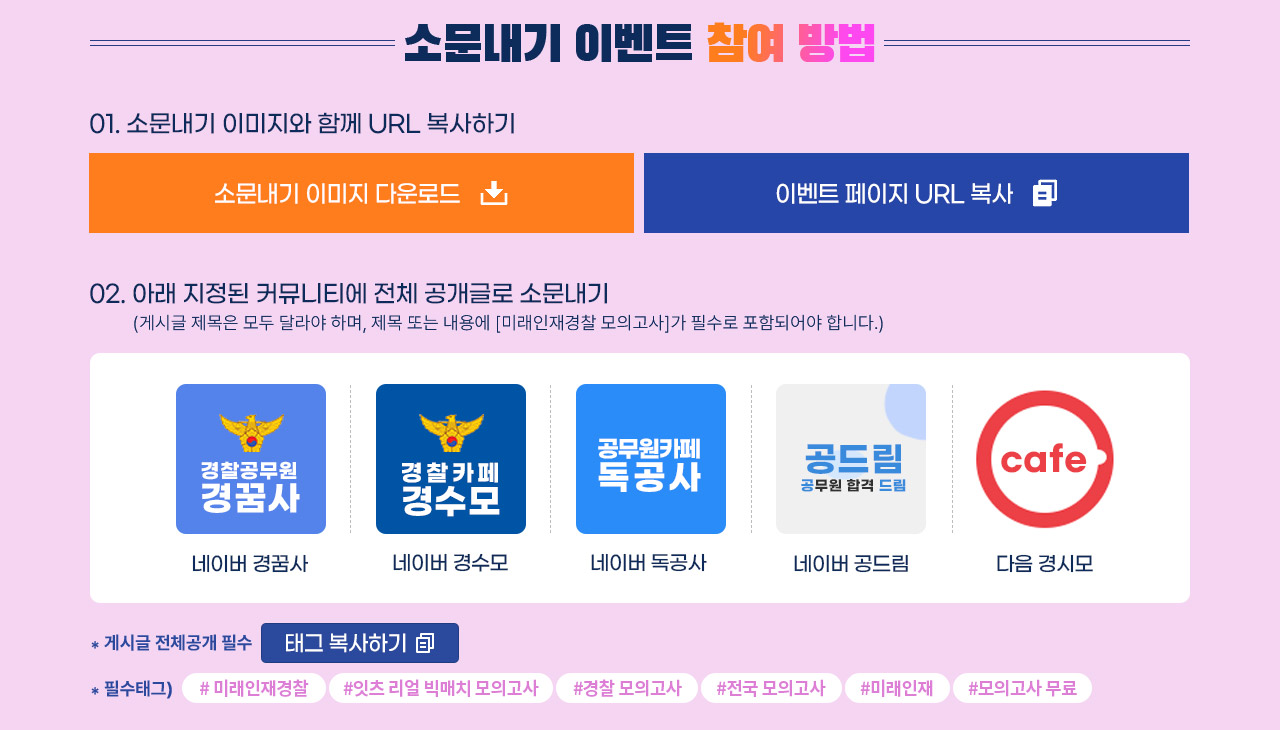 소문내기 이벤트 참여 방법
01. 소문내기 이미지와 함께 URL 복사하기
소문내기 이미지 다운로드
이벤트 페이지 URL 복사
02. 아래 지정된 커뮤니티에 전체 공개글로 소문내기
(게시글 제목은 모두 달라야 하며, 제목 또는 내용에 [미래인재경찰 모의고사]가 필수로 포함되어야 합니다.)
경찰공무원
경꿈사
네이버 경꿈사
경찰카페
경수모
네이버 경수모
공무원카페
독공사
네이버 독공사
공드림
공무원 합격 드림
네이버 공드림
cafe
다음 경시모
* 게시글 전체공개 필수
태그 복사하기
* 필수태그)
# 미래인재경찰
#잇츠 리얼 빅매치 모의고사
#경찰 모의고사
#전국 모의고사
#미래인재
#모의고사 무료